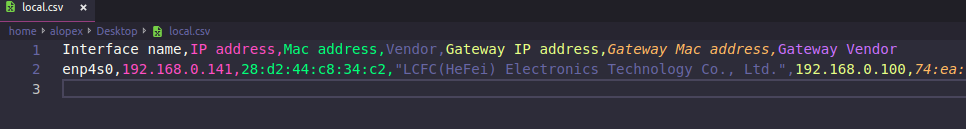 local.csv ×
home > alopex > Desktop > local.csv
1 Interface name,IP address,Mac address,Vendor,Gateway IP address,Gateway Mac address,Gateway Vendor
2 enp4s0,192.168.0.141,28:d2:44:c8:34:c2,"LCFC(HeFei) Electronics Technology Co., Ltd.",192.168.0.100,74:ea:
3